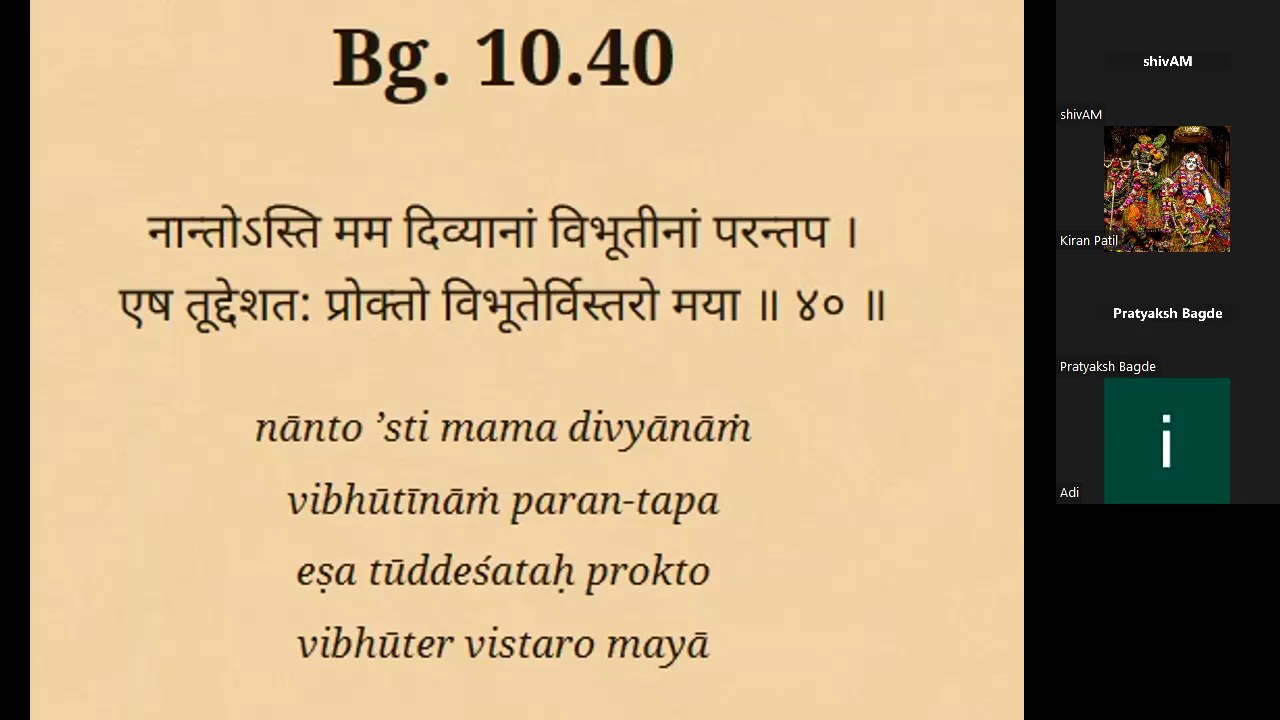 Bg. 10.40
नान्तोऽस्ति मम दिव्यानां विभूतीनां परन्तप ।
एष तूद्देशत: प्रोक्तो विभूतेर्विस्तरो मया ॥ ४० ॥
nānto ’sti mama divyānāṁ
vibhūtīnāṁ paran-tapa
eṣa tūddeśataḥ prokto
vibhūter vistaro mayā
shivAM
shivAM
Kiran Patil
Pratyaksh Bagde
Pratyaksh Bagde
i
Adi